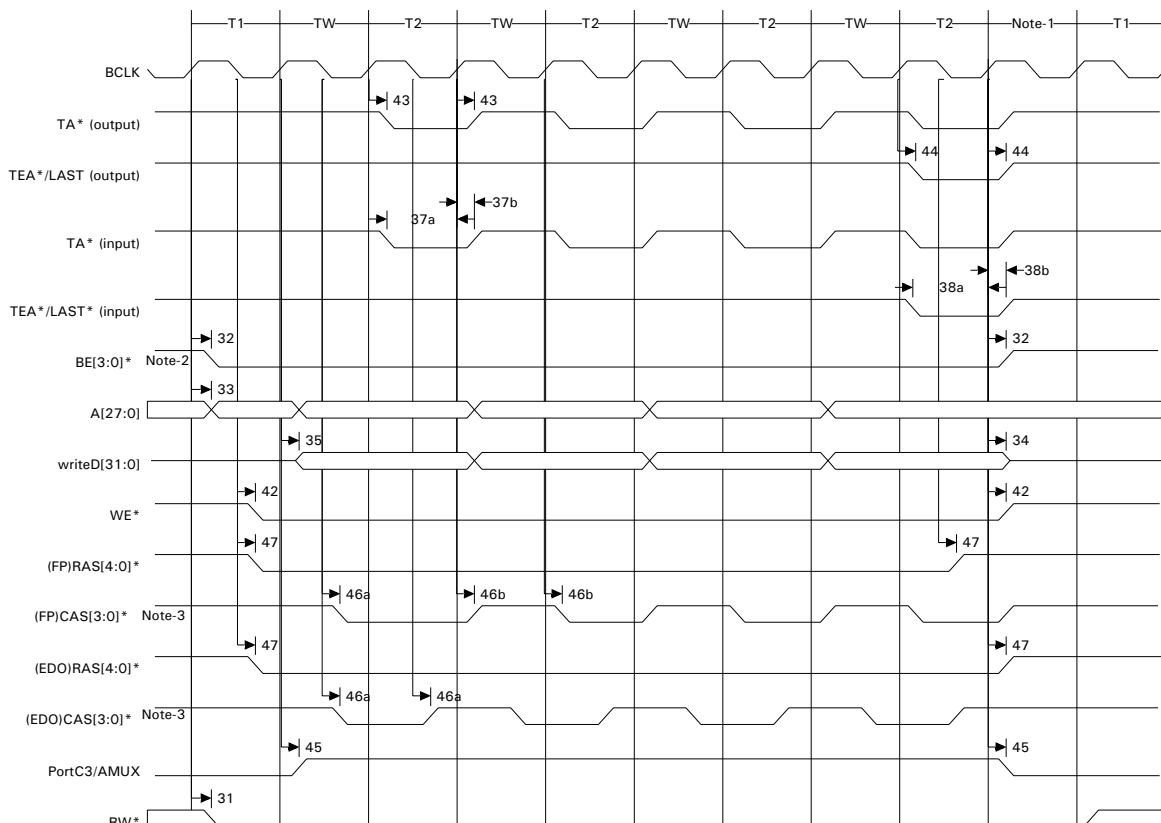 T1 TW T2 TW T2 TW T2 TW T2 Note-1 T1
BCLK
43 43
TA* (output)
44 44
TEA*/LAST (output)
37b
37a
TA* (input)
38b
38a
TEA*/LAST* (input)
32 32
BE[3:0]* Note-2
33
A[27:0]
35 34
writeD[31:0]
42 42
WE*
47 47
(FP)RAS[4:0]*
46a 46b 46b
(FP)CAS[3:0]* Note-3
47 47
(EDO)RAS[4:0]*
46a 46a
(EDO)CAS[3:0]* Note-3
45 45
PortC3/AMUX
31
RW*